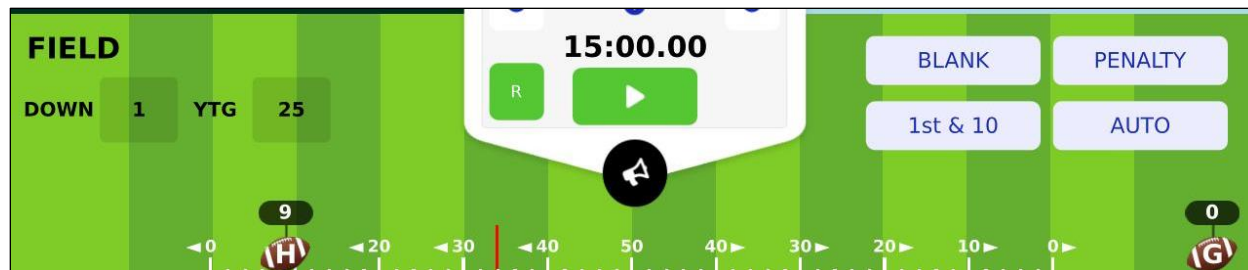 FIELD
15:00.00
BLANK PENALTY
DOWN 1 YTG 25
R
1st & 10 AUTO
9 0
◄0 H ◄20 ◄30 ◄40 50 40► 30► 20► 10► 0► G